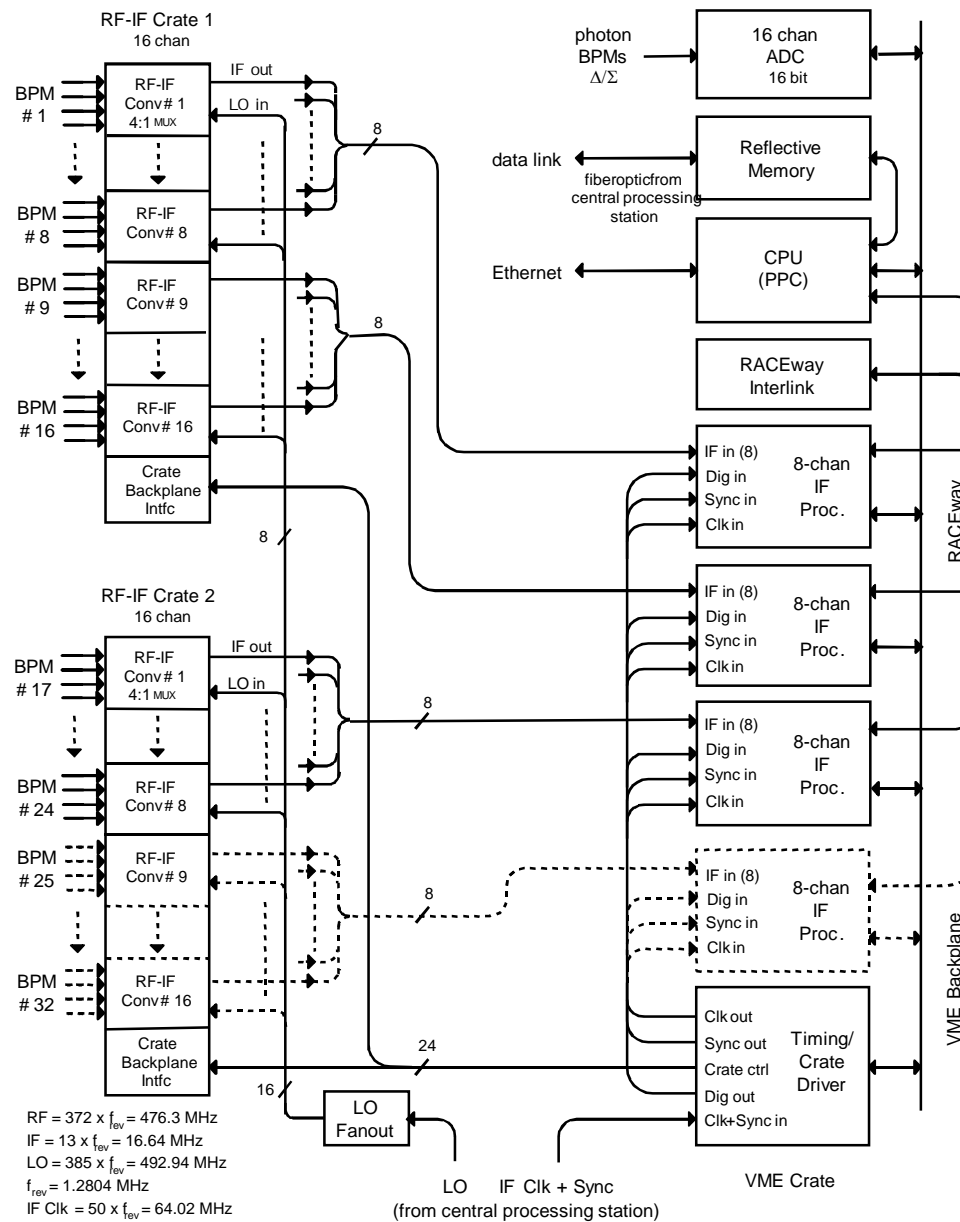 RF-IF Crate 1
16 chan
BPM
# 1
RF-IF
Conv# 1
4:1 MUX
IF out
LO in
BPM
# 8
RF-IF
Conv# 8
BPM
# 9
RF-IF
Conv# 9
BPM
# 16
RF-IF
Conv# 16
Crate
Backplane
Intfc
8
8
8
RF-IF Crate 2
16 chan
BPM
# 17
RF-IF
Conv# 1
4:1 MUX
IF out
LO in
BPM
# 24
RF-IF
Conv# 8
BPM
# 25
RF-IF
Conv# 9
BPM
# 32
RF-IF
Conv# 16
Crate
Backplane
Intfc
8
8
24
16
LO
Fanout
photon
BPMs
Δ/Σ
16 chan
ADC
16 bit
data link
fiberopticfrom
central processing
station
Reflective
Memory
Ethernet
CPU
(PPC)
RACEway
Interlink
IF in (8)
Dig in
Sync in
Clk in
8-chan
IF
Proc.
IF in (8)
Dig in
Sync in
Clk in
8-chan
IF
Proc.
IF in (8)
Dig in
Sync in
Clk in
8-chan
IF
Proc.
IF in (8)
Dig in
Sync in
Clk in
8-chan
IF
Proc.
Clk out
Sync out
Crate ctrl
Dig out
Clk+Sync in
Timing/
Crate
Driver
RACEway
VME Backplane
VME Crate
LO
IF Clk + Sync
(from central processing station)
RF = 372 x frev = 476.3 MHz
IF = 13 x frev = 16.64 MHz
LO = 385 x frev = 492.94 MHz
frev = 1.2804 MHz
IF Clk = 50 x frev = 64.02 MHz